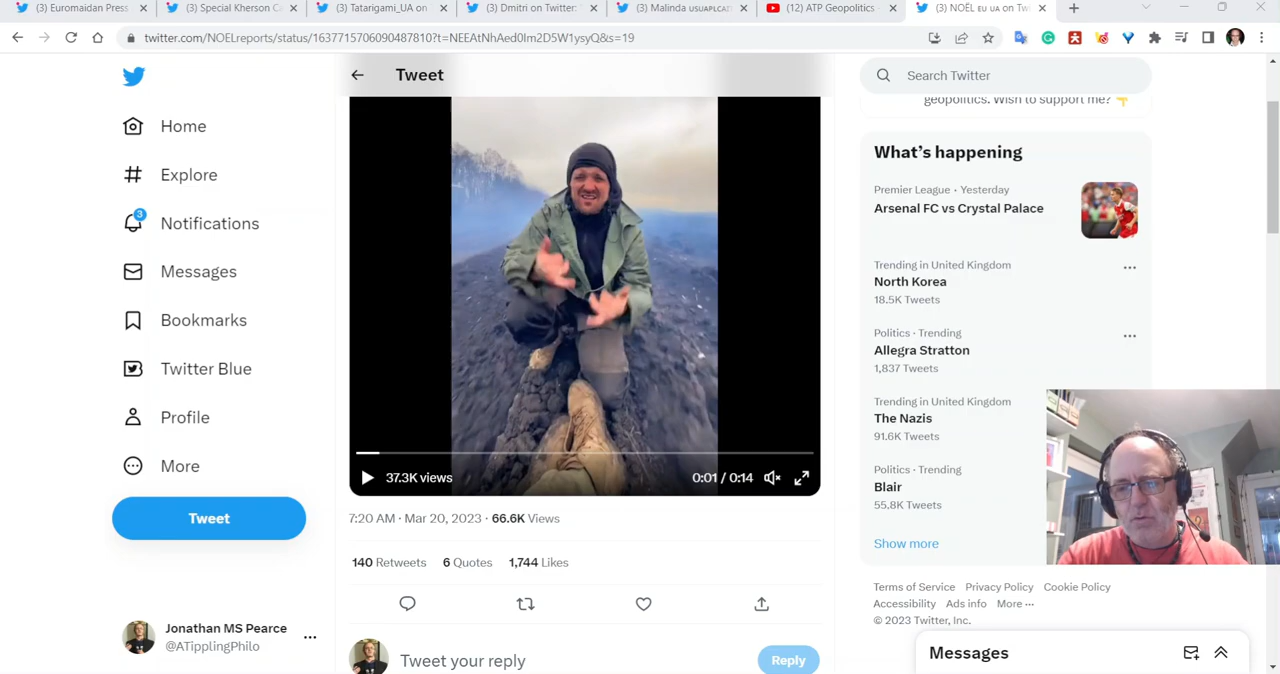 (3) Euromaidan Press
(3) Special Kherson C
(3) Tatarigami_UA on
(3) Dmitri on Twitter:
(3) Malinda USUAPLCAT
(12) ATP Geopolitics -
(3) NOËL EU UA on Tw
twitter.com/NOELreports/status/1637715706090487810?t=NEEAtNhAed0lm2D5W1ysyQ&s=19
Tweet
Search Twitter
geopolitics. Wish to support me? 👇
Home
Explore
3
Notifications
Messages
Bookmarks
Twitter Blue
Profile
More
Tweet
Jonathan MS Pearce
@ATipplingPhilo
37.3K views
0:01 / 0:14
7:20 AM · Mar 20, 2023 · 66.6K Views
140 Retweets 6 Quotes 1,744 Likes
Tweet your reply
Reply
What's happening
Premier League · Yesterday
Arsenal FC vs Crystal Palace
Trending in United Kingdom
North Korea
18.5K Tweets
Politics · Trending
Allegra Stratton
1,837 Tweets
Trending in United Kingdom
The Nazis
91.6K Tweets
Politics · Trending
Blair
55.8K Tweets
Show more
Terms of Service Privacy Policy Cookie Policy
Accessibility Ads info More ···
© 2023 Twitter, Inc.
Messages